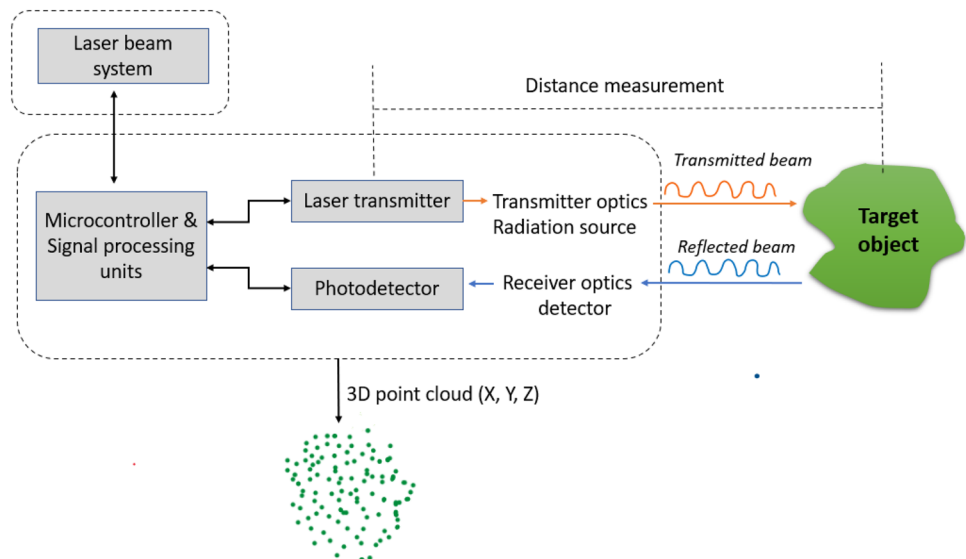 Laser beam
system
Distance measurement
Transmitted beam
Laser transmitter
Transmitter optics
Radiation source
Microcontroller &
Signal processing
units
Target
object
Reflected beam
Photodetector
Receiver optics
detector
3D point cloud (X, Y, Z)